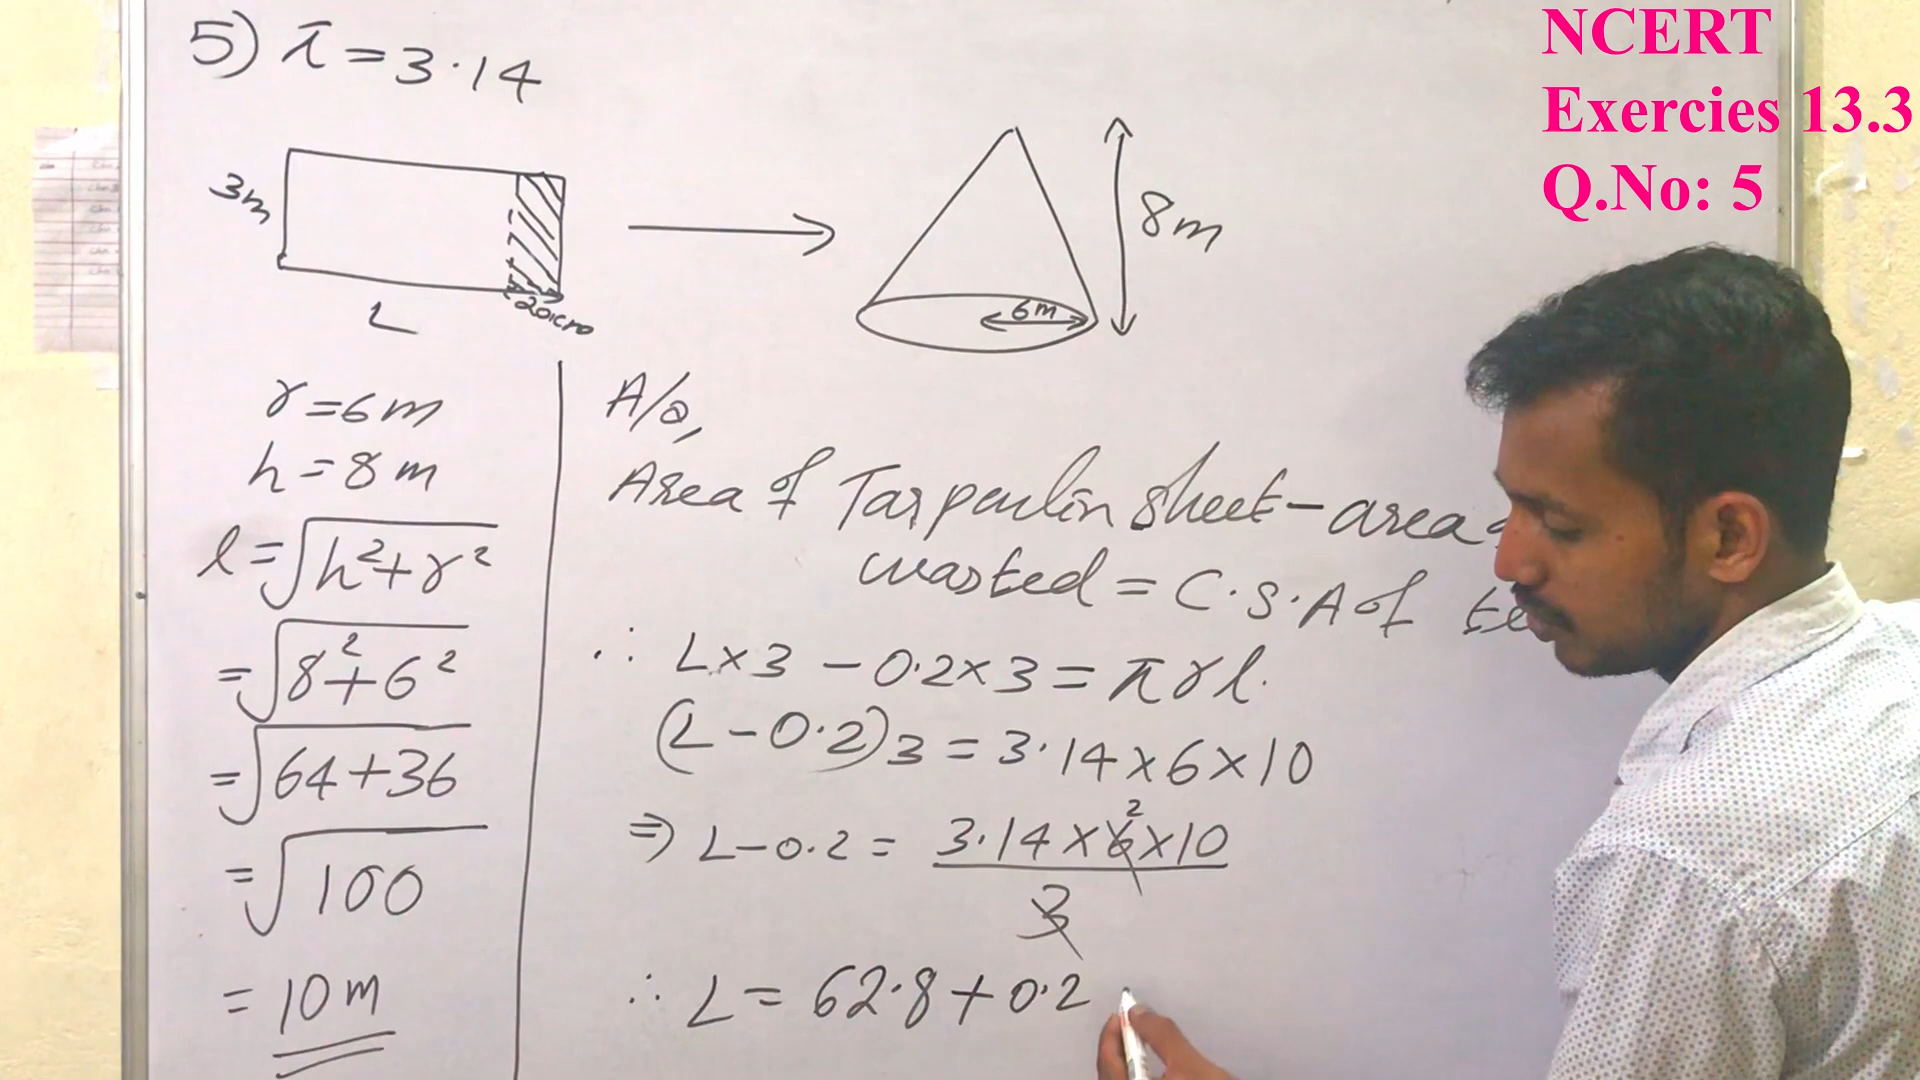 5) π = 3.14
NCERT
Exercies 13.3
Q.No: 5
3m
L
20cm
6m
8m
r = 6m
h = 8m
l = √h²+r²
= √8²+6²
= √64+36
= √100
= 10m
A/Q,
Area of Tarpaulin sheet - area
wasted = C.S.A of
∴ L×3 - 0.2×3 = πrl.
(L-0.2)3 = 3.14×6×10
⇒ L-0.2 = 3.14×6×10
2
3
∴ L = 62.8+0.2